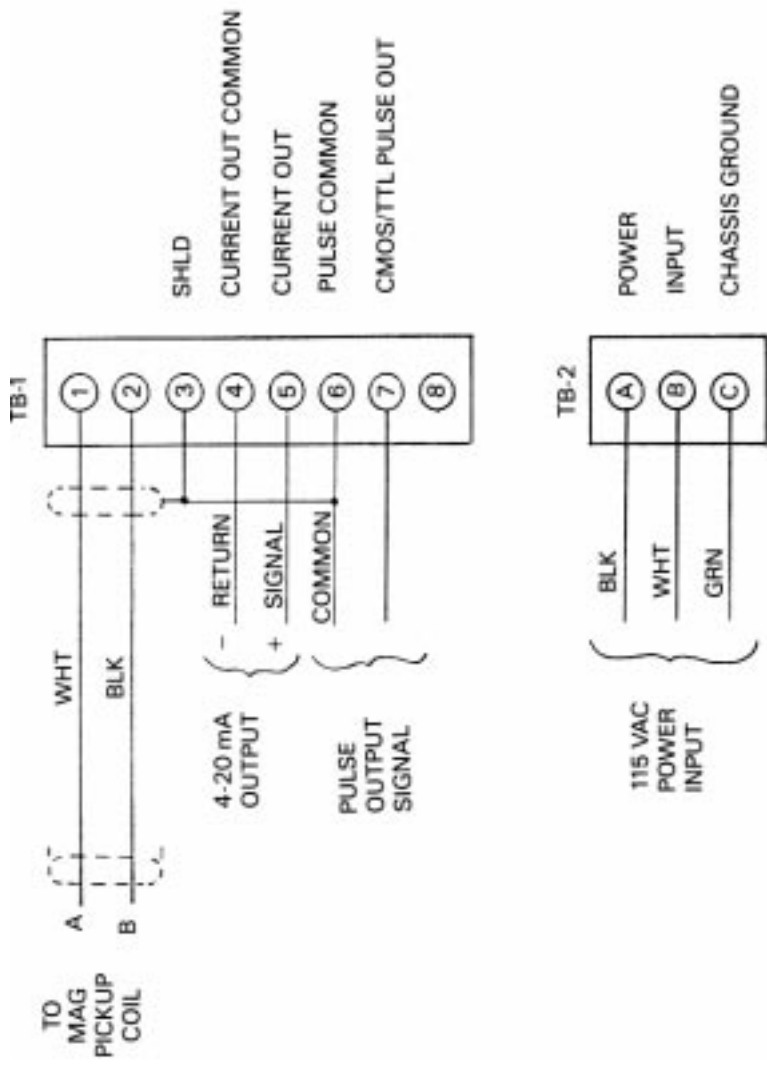 TO
MAG
PICKUP
COIL
A
B
WHT
BLK
TB-1
1
2
3
4
5
6
7
8
SHLD
CURRENT OUT COMMON
CURRENT OUT
PULSE COMMON
CMOS/TTL PULSE OUT
4-20 mA
OUTPUT
- RETURN
+ SIGNAL
PULSE
OUTPUT
SIGNAL
COMMON
115 VAC
POWER
INPUT
BLK
WHT
GRN
TB-2
A
B
C
POWER
INPUT
CHASSIS GROUND